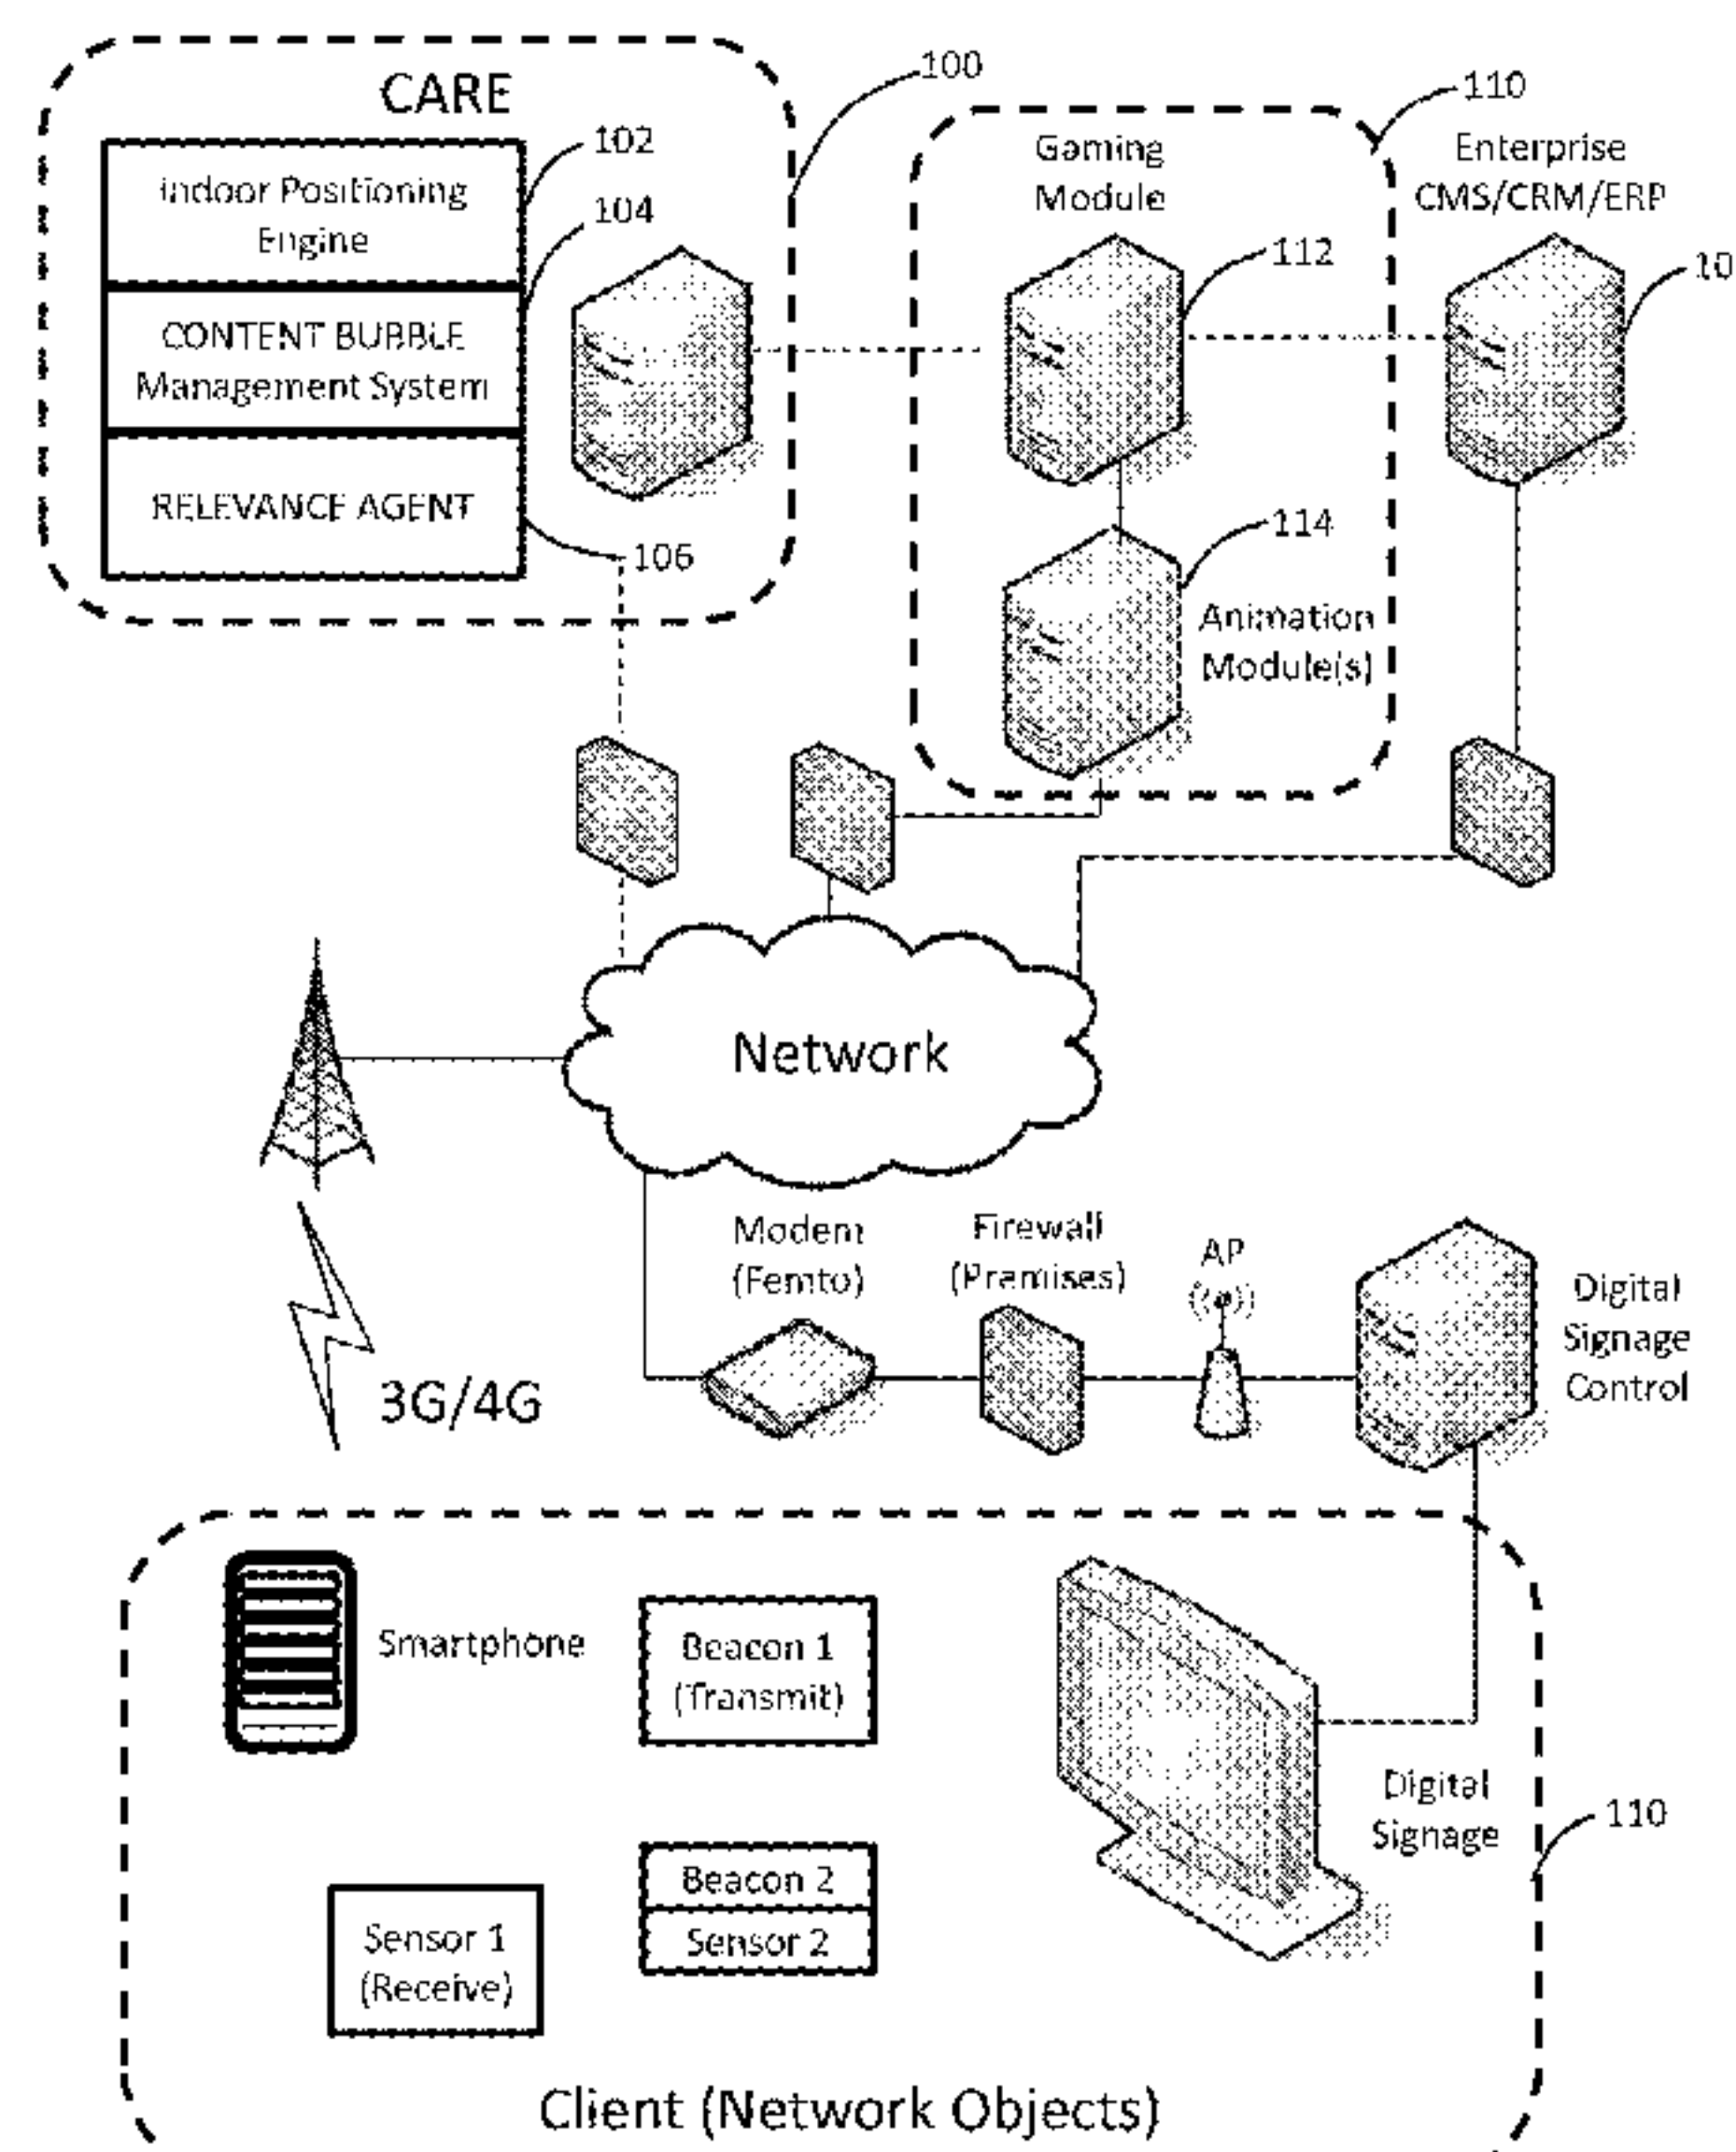 CARE
100
102
Indoor Positioning
Engine
104
CONTENT BUBBLE
Management System
RELEVANCE AGENT
106
110
Gaming
Module
112
114
Animation
Module(s)
Enterprise
CMS/CRM/ERP
10
Network
3G/4G
Modem
(Femto)
Firewall
(Premises)
AP
Digital
Signage
Control
Smartphone
Beacon 1
(Transmit)
Beacon 2
Sensor 2
Sensor 1
(Receive)
Digital
Signage
110
Client (Network Objects)